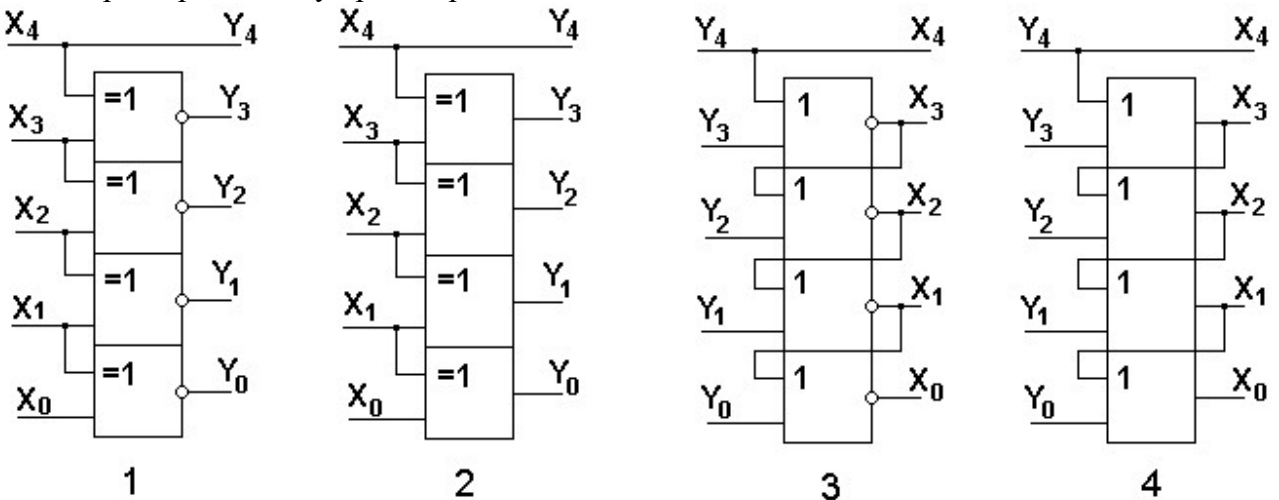 X4 Y4 X4 Y4 Y4 X4 Y4 X4
=1 =1 1 1
X3 Y3 X3 Y3 Y3 X3 Y3 X3
=1 =1 1 1
X2 Y2 X2 Y2 Y2 X2 Y2 X2
=1 =1 1 1
X1 Y1 X1 Y1 Y1 X1 Y1 X1
=1 =1 1 1
X0 Y0 X0 Y0 Y0 X0 Y0 X0
1 2 3 4